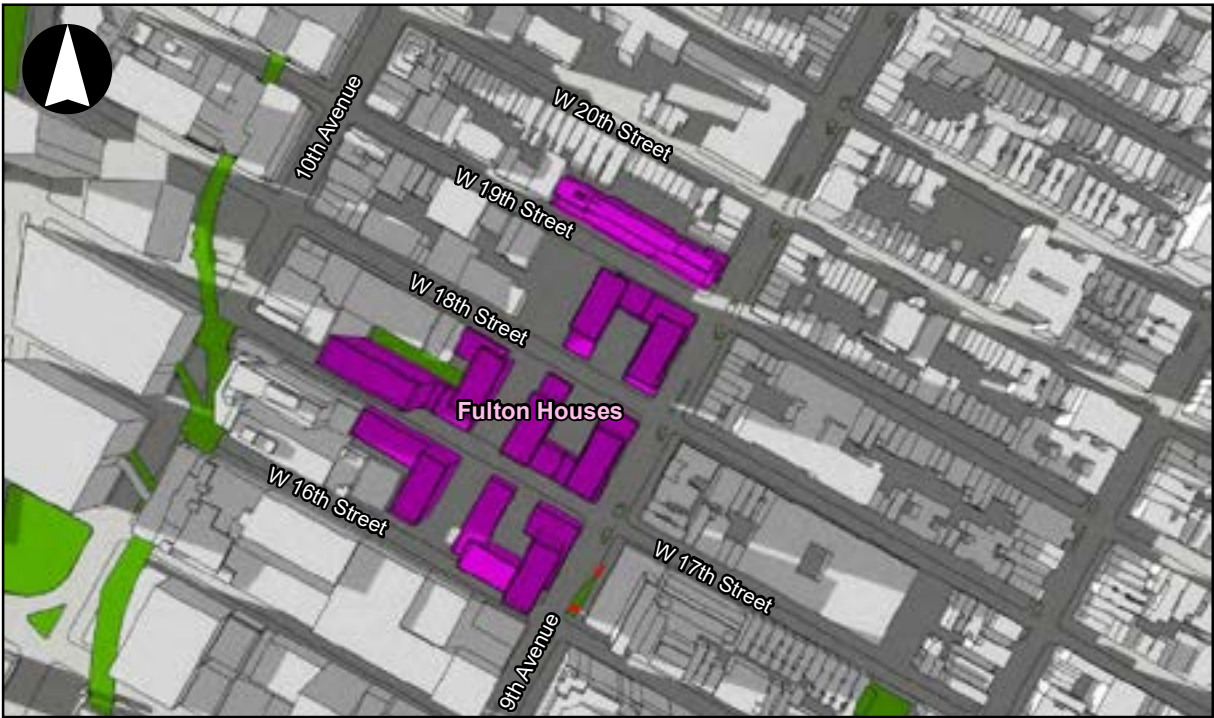 10th Avenue
W 20th Street
W 19th Street
W 18th Street
Fulton Houses
W 16th Street
W 17th Street
9th Avenue